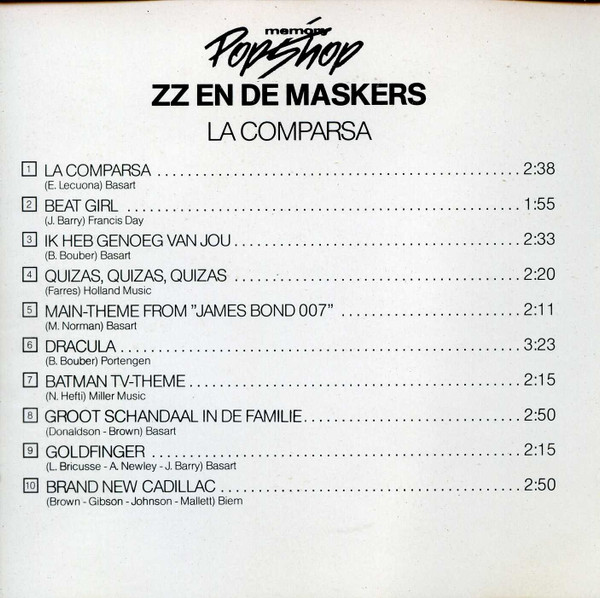 memory
Pop Shop
ZZ EN DE MASKERS
LA COMPARSA
1 LA COMPARSA ........................................ 2:38
(E. Lecuona) Basart
2 BEAT GIRL ........................................ 1:55
(J. Barry) Francis Day
3 IK HEB GENOEG VAN JOU ........................................ 2:33
(B. Bouber) Basart
4 QUIZAS, QUIZAS, QUIZAS ........................................ 2:20
(Farres) Holland Music
5 MAIN-THEME FROM "JAMES BOND 007" ........................................ 2:11
(M. Norman) Basart
6 DRACULA ........................................ 3:23
(B. Bouber) Portengen
7 BATMAN TV-THEME ........................................ 2:15
(N. Hefti) Miller Music
8 GROOT SCHANDAAL IN DE FAMILIE ........................................ 2:50
(Donaldson - Brown) Basart
9 GOLDFINGER ........................................ 2:15
(L. Bricusse - A. Newley - J. Barry) Basart
10 BRAND NEW CADILLAC ........................................ 2:50
(Brown - Gibson - Johnson - Mallett) Biem